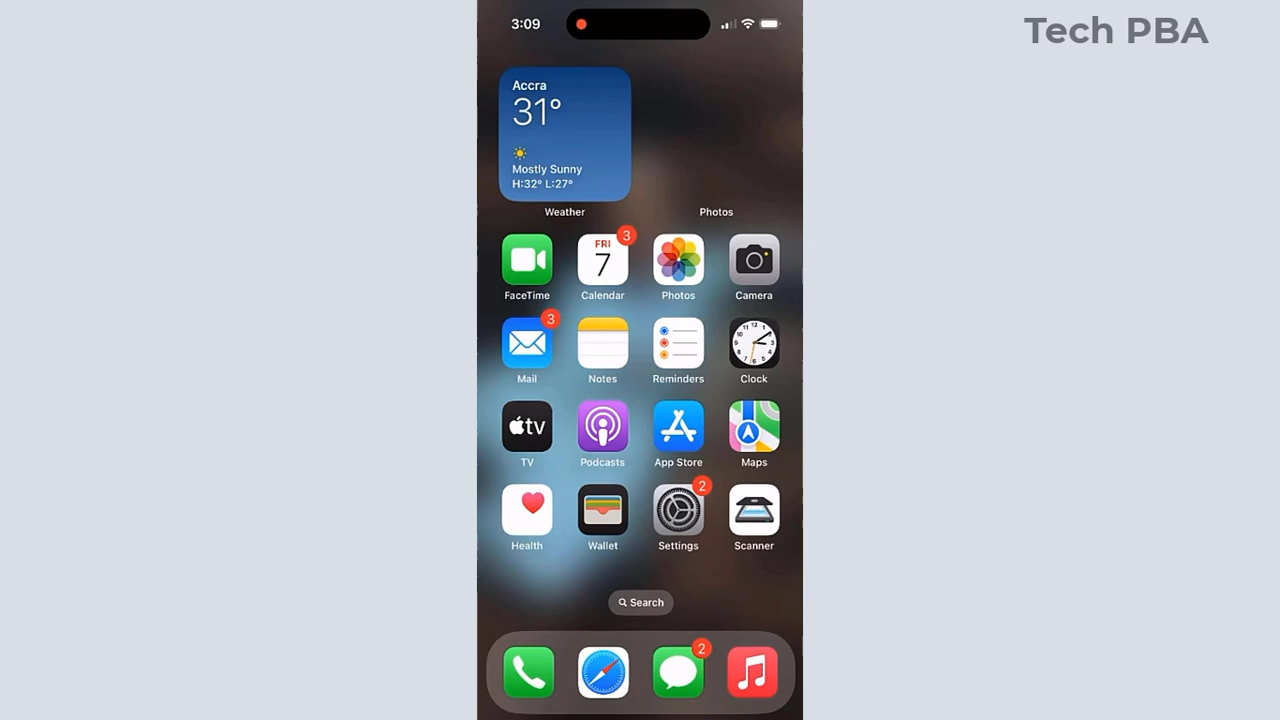 Tech PBA
3:09
Accra
31°
Mostly Sunny
H:32° L:27°
Weather Photos
3
FRI
7
FaceTime Calendar Photos Camera
3
Mail Notes Reminders Clock
tv
TV Podcasts App Store Maps
2
Health Wallet Settings Scanner
Search
2